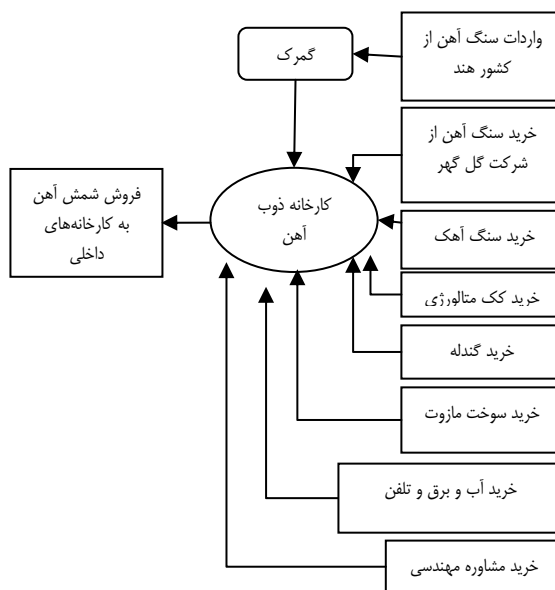 واردات سنگ آهن از
کشور هند
گمرک
خرید سنگ آهن از
شرکت گل گهر
کارخانه ذوب
آهن
فروش شمش آهن
به کارخانه‌های
داخلی
خرید سنگ آهک
خرید کک متالورژی
خرید گندله
خرید سوخت مازوت
خرید آب و برق و تلفن
خرید مشاوره مهندسی